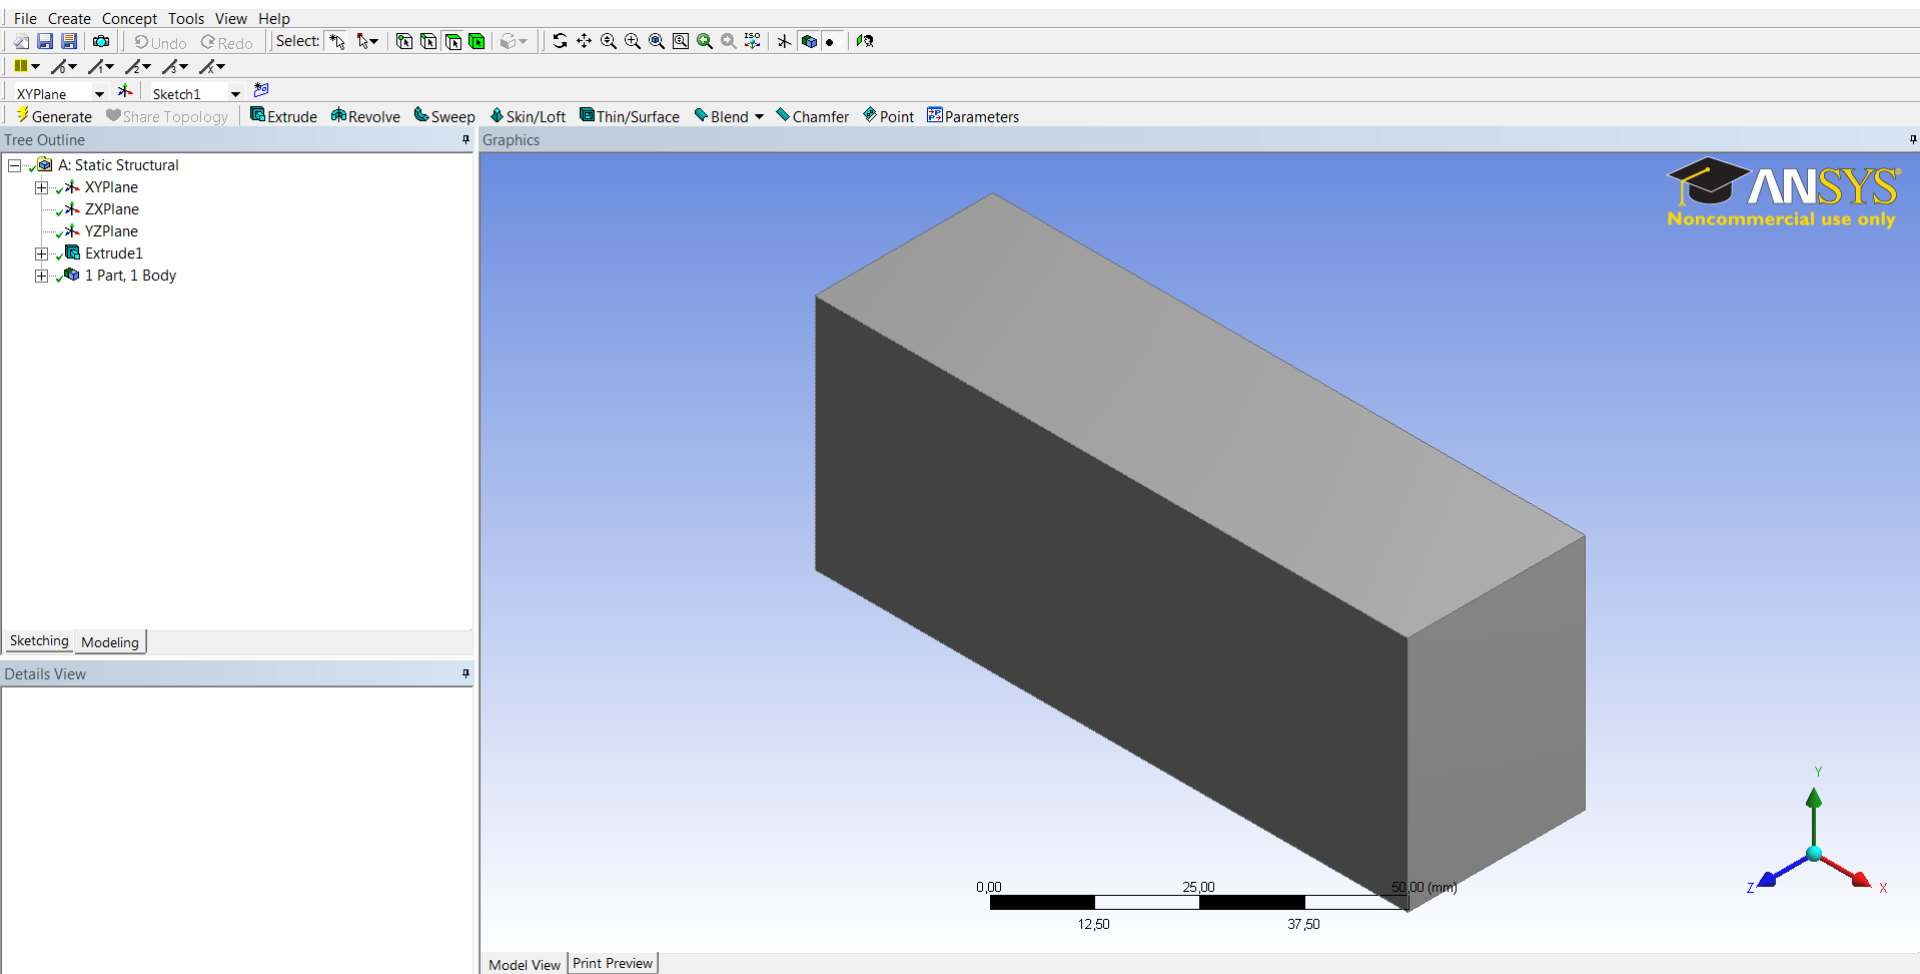 File Create Concept Tools View Help
Undo Redo Select: ISO
XYPlane Sketch1
Generate Share Topology Extrude Revolve Sweep Skin/Loft Thin/Surface Blend Chamfer Point Parameters
Tree Outline
A: Static Structural
XYPlane
ZXPlane
YZPlane
Extrude1
1 Part, 1 Body
Sketching Modeling
Details View
Graphics
ANSYS
Noncommercial use only
Y
Z X
0,00 25,00 50,00 (mm)
12,50 37,50
Model View Print Preview